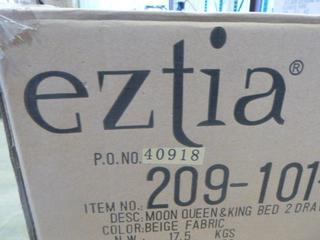 eztia®
P.O.NO. 40918
209-101-
ITEM NO.:
DESC: MOON QUEEN&KING BED 2 DRA
COLOR: BEIGE FABRIC
N.W.: 17.5 KGS